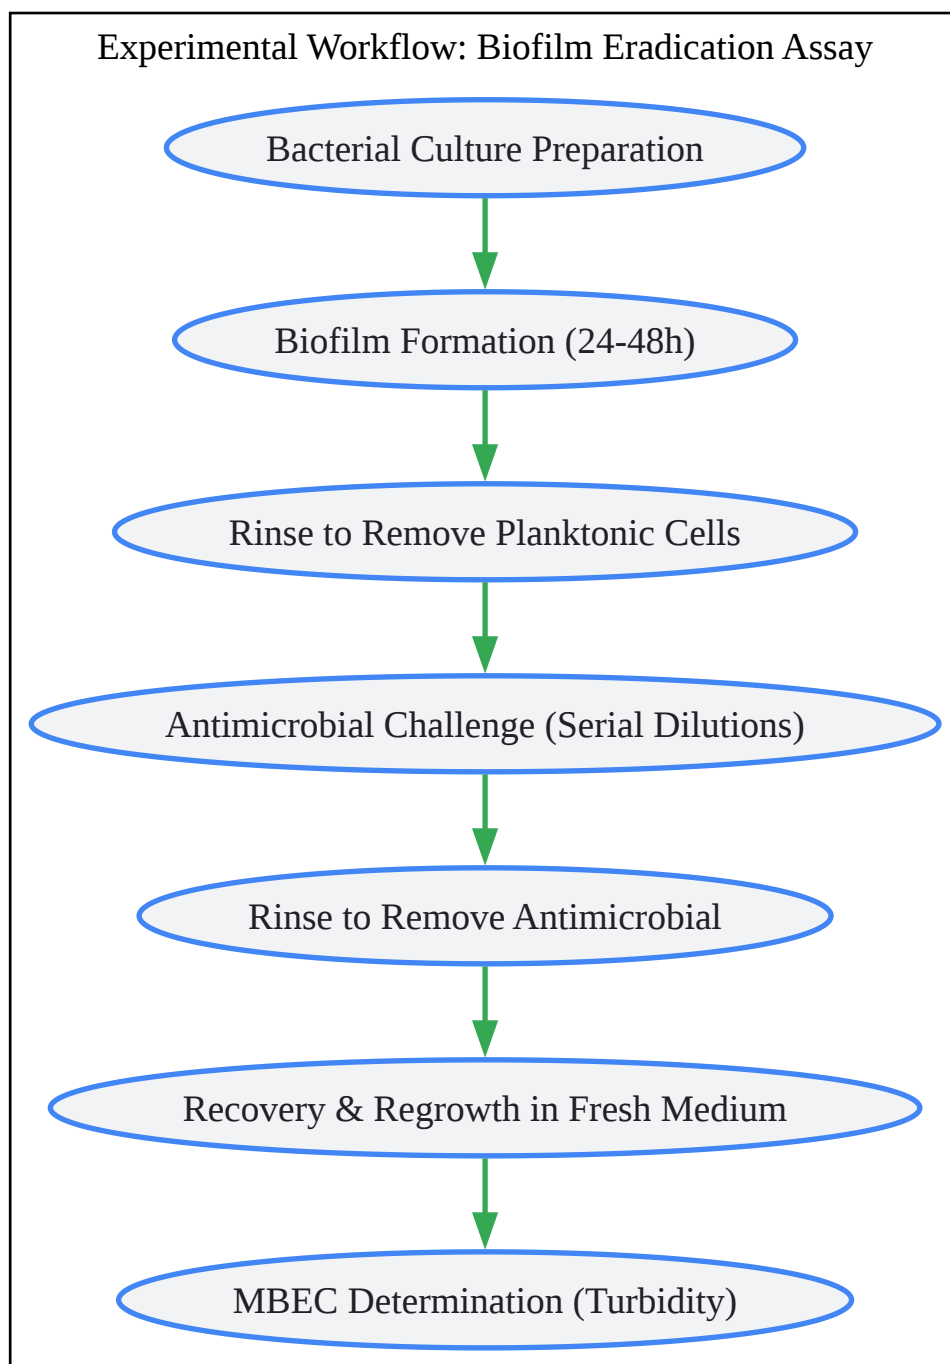 Experimental Workflow: Biofilm Eradication Assay
Bacterial Culture Preparation
Biofilm Formation (24-48h)
Rinse to Remove Planktonic Cells
Antimicrobial Challenge (Serial Dilutions)
Rinse to Remove Antimicrobial
Recovery & Regrowth in Fresh Medium
MBEC Determination (Turbidity)